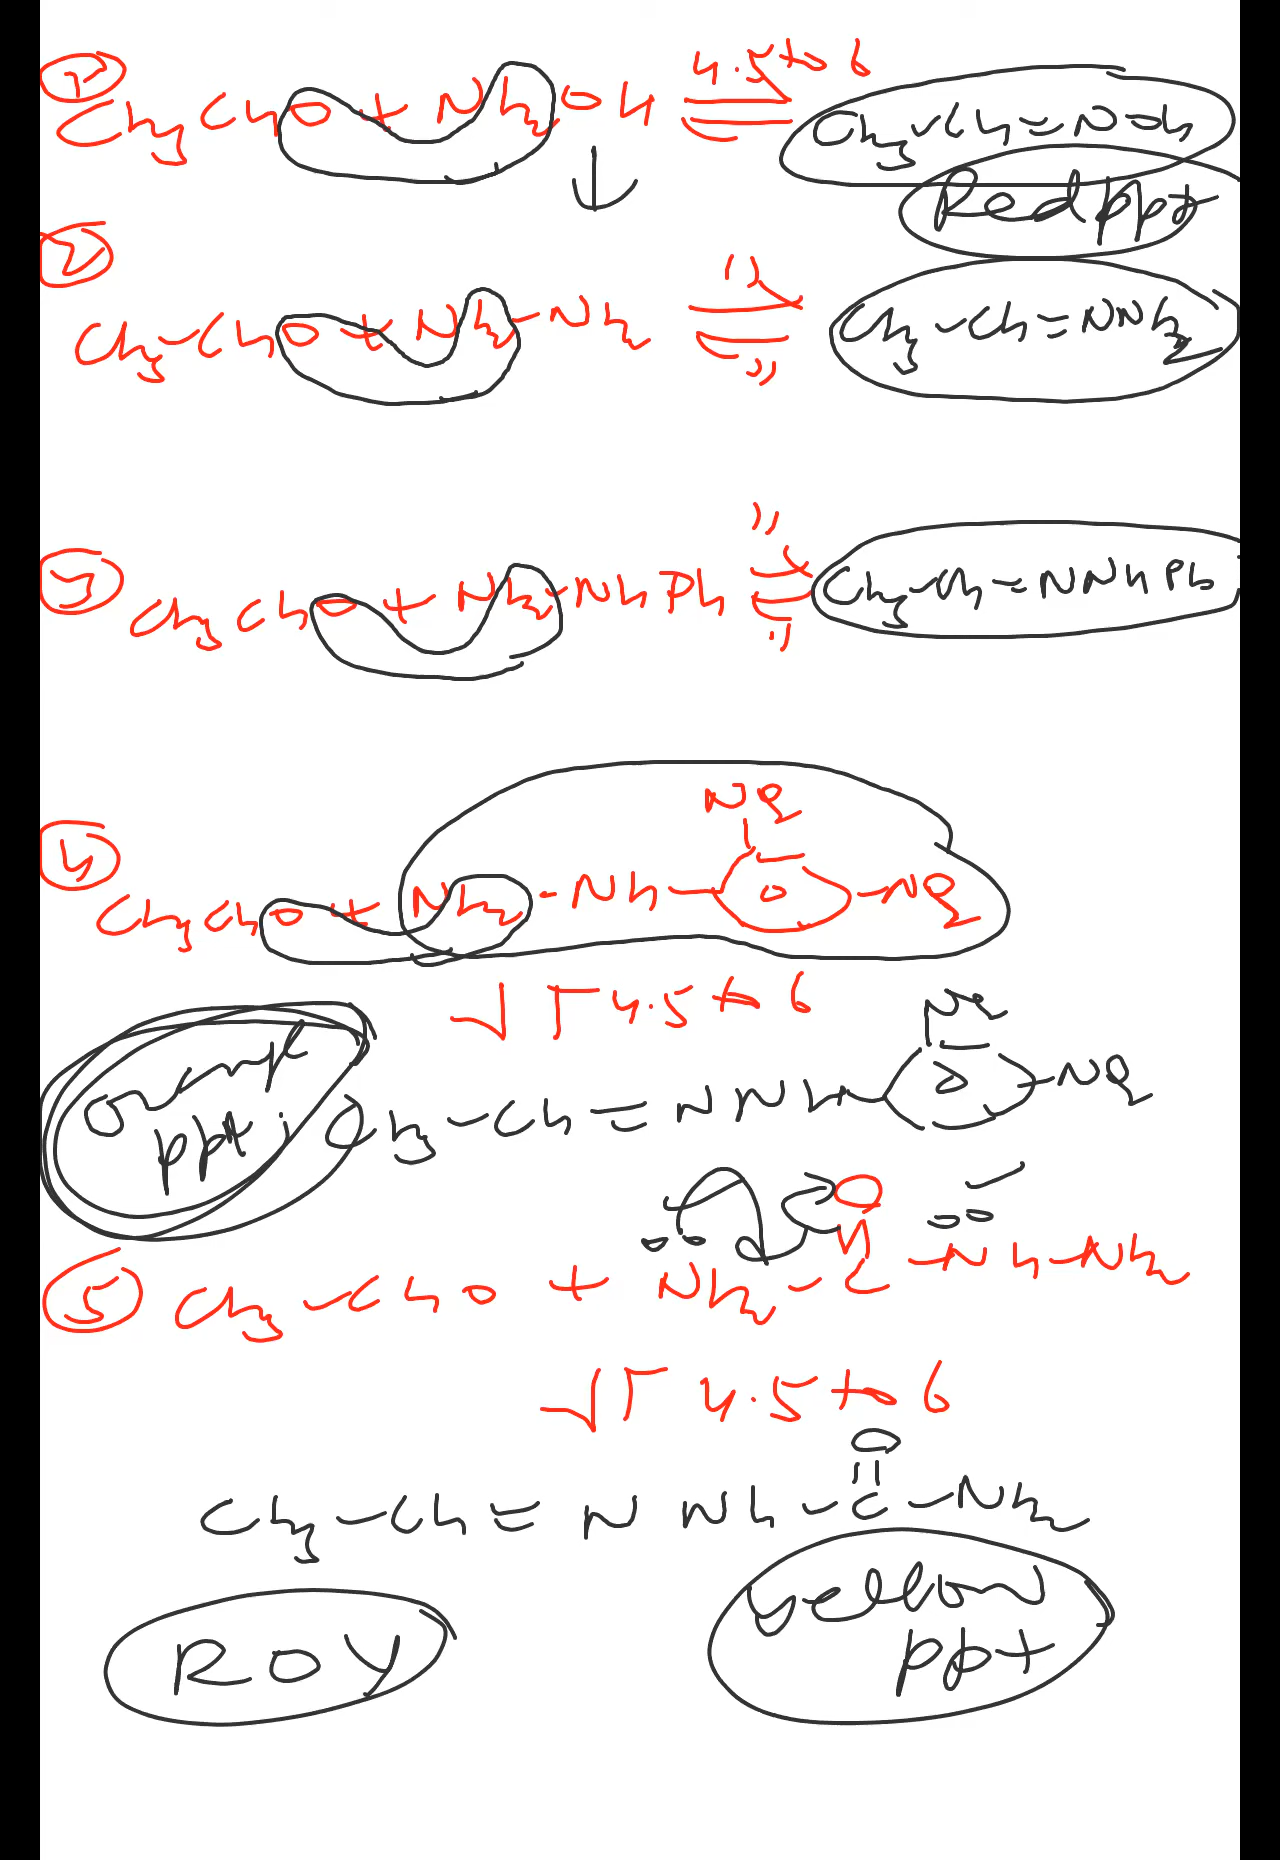 1
CH3CHO + NH2OH ⇌ 4.5 to 6 CH3-CH=NOH
Red ppt
2
CH3-CHO + NH2-NH2 ⇌ '' '' CH3-CH=NNH2
3
CH3CHO + NH2-NHPh ⇌ '' '' CH3-CH=NNHPh
4
NO2
CH3CHO + NH2-NH-⌬-NO2
4.5 to 6
NO2
CH3-CH=NNH-⌬-NO2
ppt
O
5 CH3-CHO + NH2-C-NH-NH2
4.5 to 6
O
CH3-CH=NNH-C-NH2
yellow
ppt
ROY